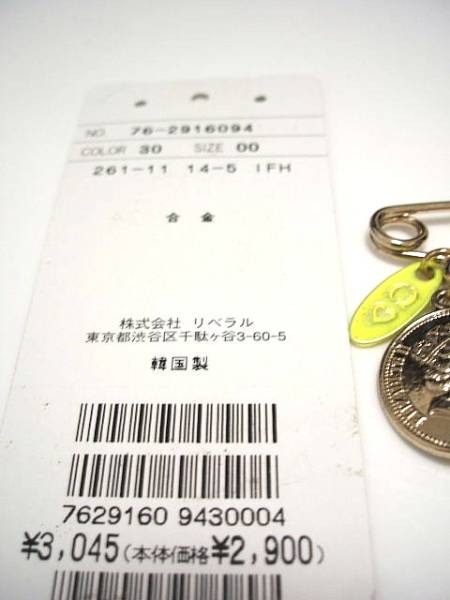 NO. 76-2916094
COLOR 30 SIZE 00
261-11 14-5 IFH
合金
株式会社 リベラル
東京都渋谷区千駄ヶ谷3-60-5
韓国製
7629160 9430004
¥3,045(本体価格¥2,900)